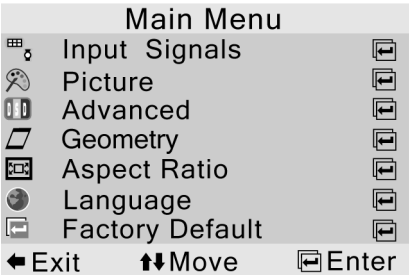 Main Menu
Input Signals
Picture
Advanced
Geometry
Aspect Ratio
Language
Factory Default
Exit Move Enter